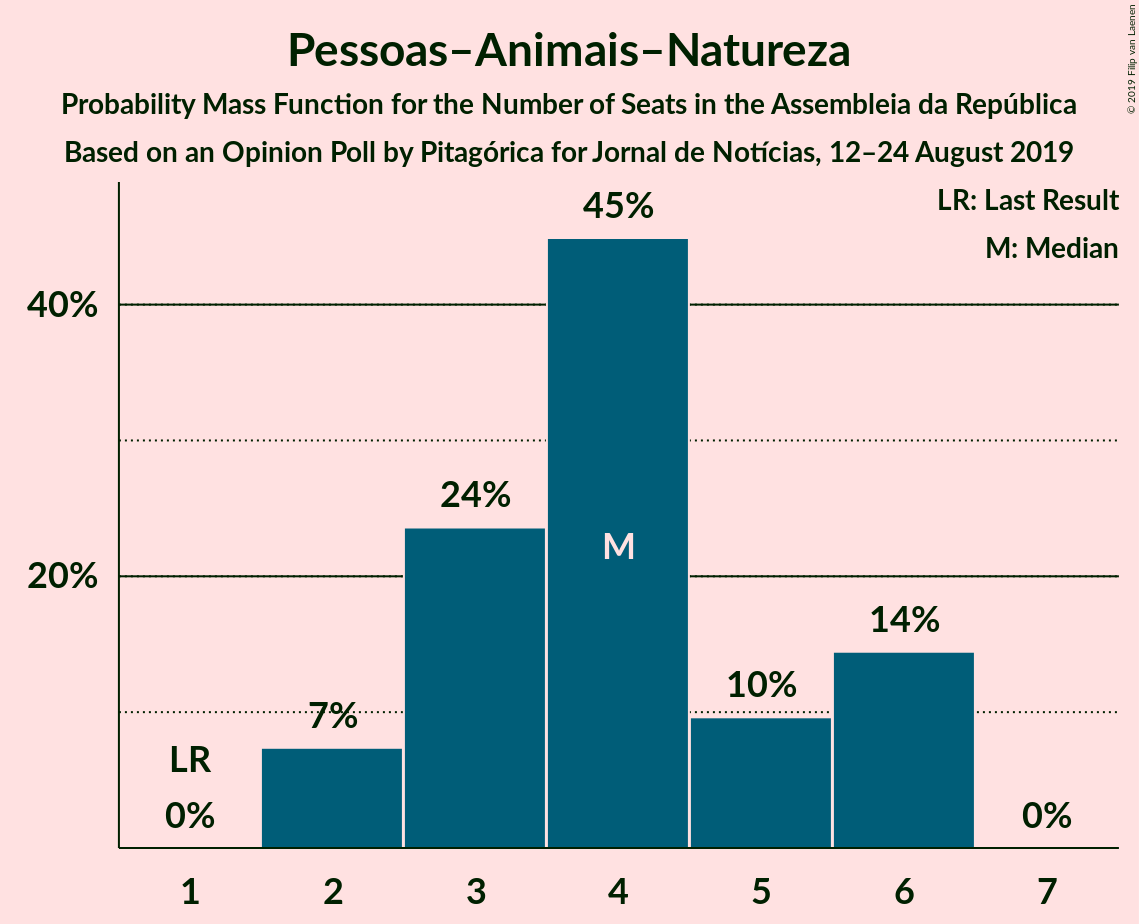 Pessoas–Animais–Natureza
Probability Mass Function for the Number of Seats in the Assembleia da República
Based on an Opinion Poll by Pitagórica for Jornal de Notícias, 12–24 August 2019
© 2019 Filip van Laenen
LR: Last Result
M: Median
45%
40%
24%
M
20%
14%
10%
7%
LR
0%
0%
1 2 3 4 5 6 7